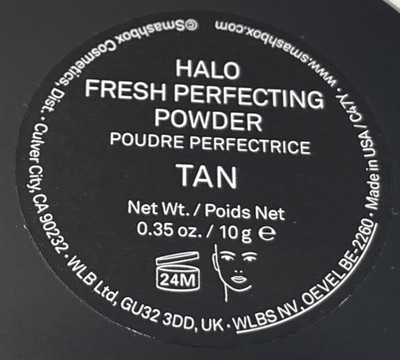 HALO
FRESH PERFECTING
POWDER
POUDRE PERFECTRICE
TAN
Net Wt. / Poids Net
0.35 oz. / 10 g ℮
24M
©Smashbox Cosmetics, Dist. · Culver City, CA 90232 · WLB Ltd, GU32 3DD, UK · WLBS NV, OEVEL BE-2260 · Made in USA / C47Y · www.smashbox.com